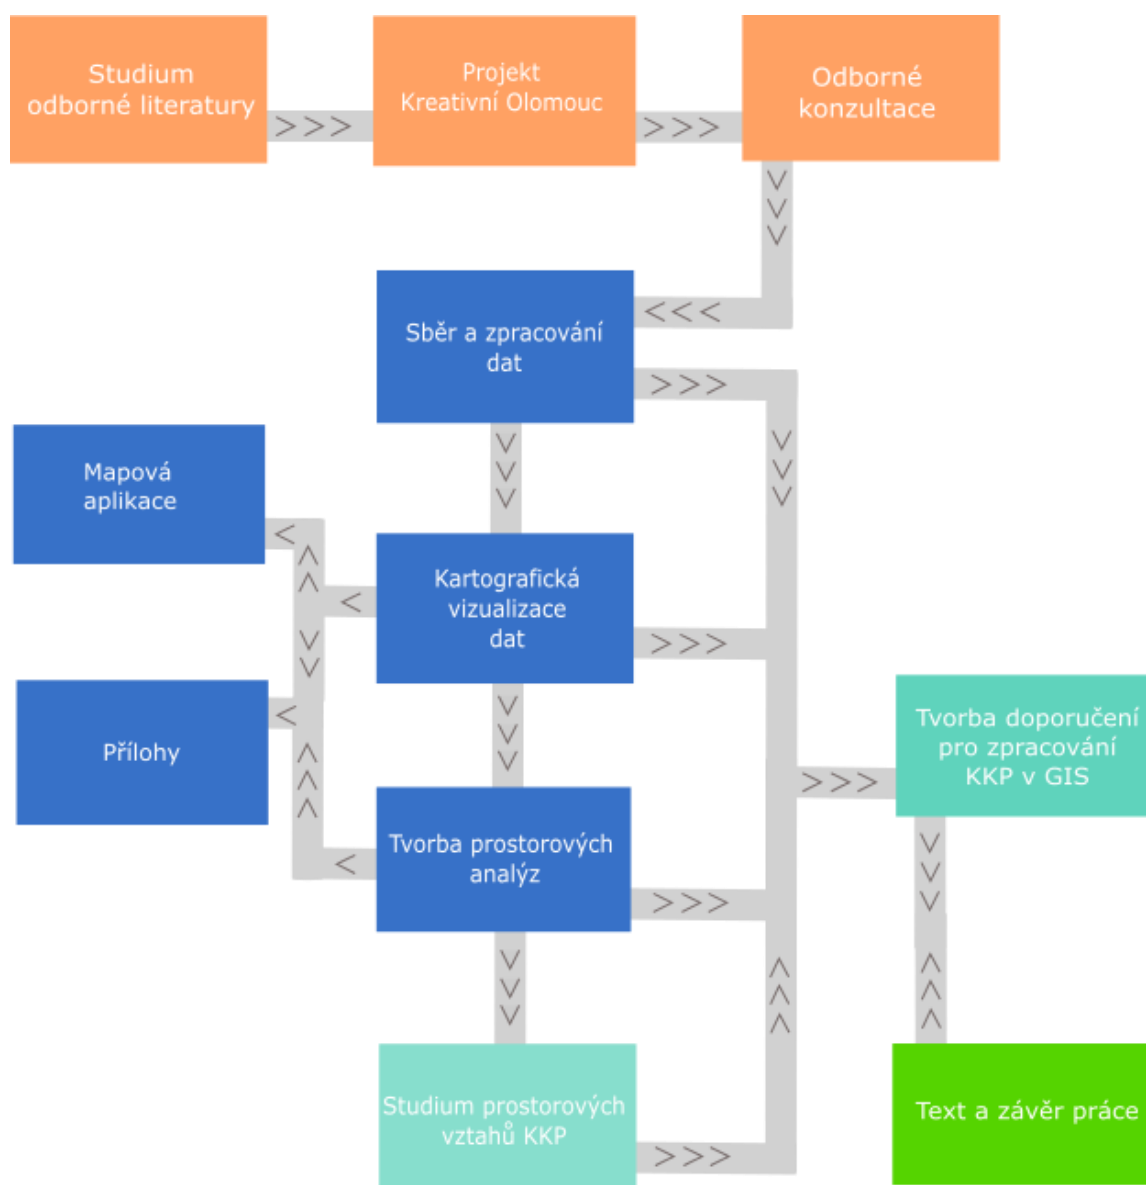 Studium
odborné literatury
Projekt
Kreativní Olomouc
Odborné
konzultace
Sběr a zpracování
dat
Mapová
aplikace
Kartografická
vizualizace
dat
Přílohy
Tvorba doporučení
pro zpracování
KKP v GIS
Tvorba prostorových
analýz
Studium prostorových
vztahů KKP
Text a závěr práce